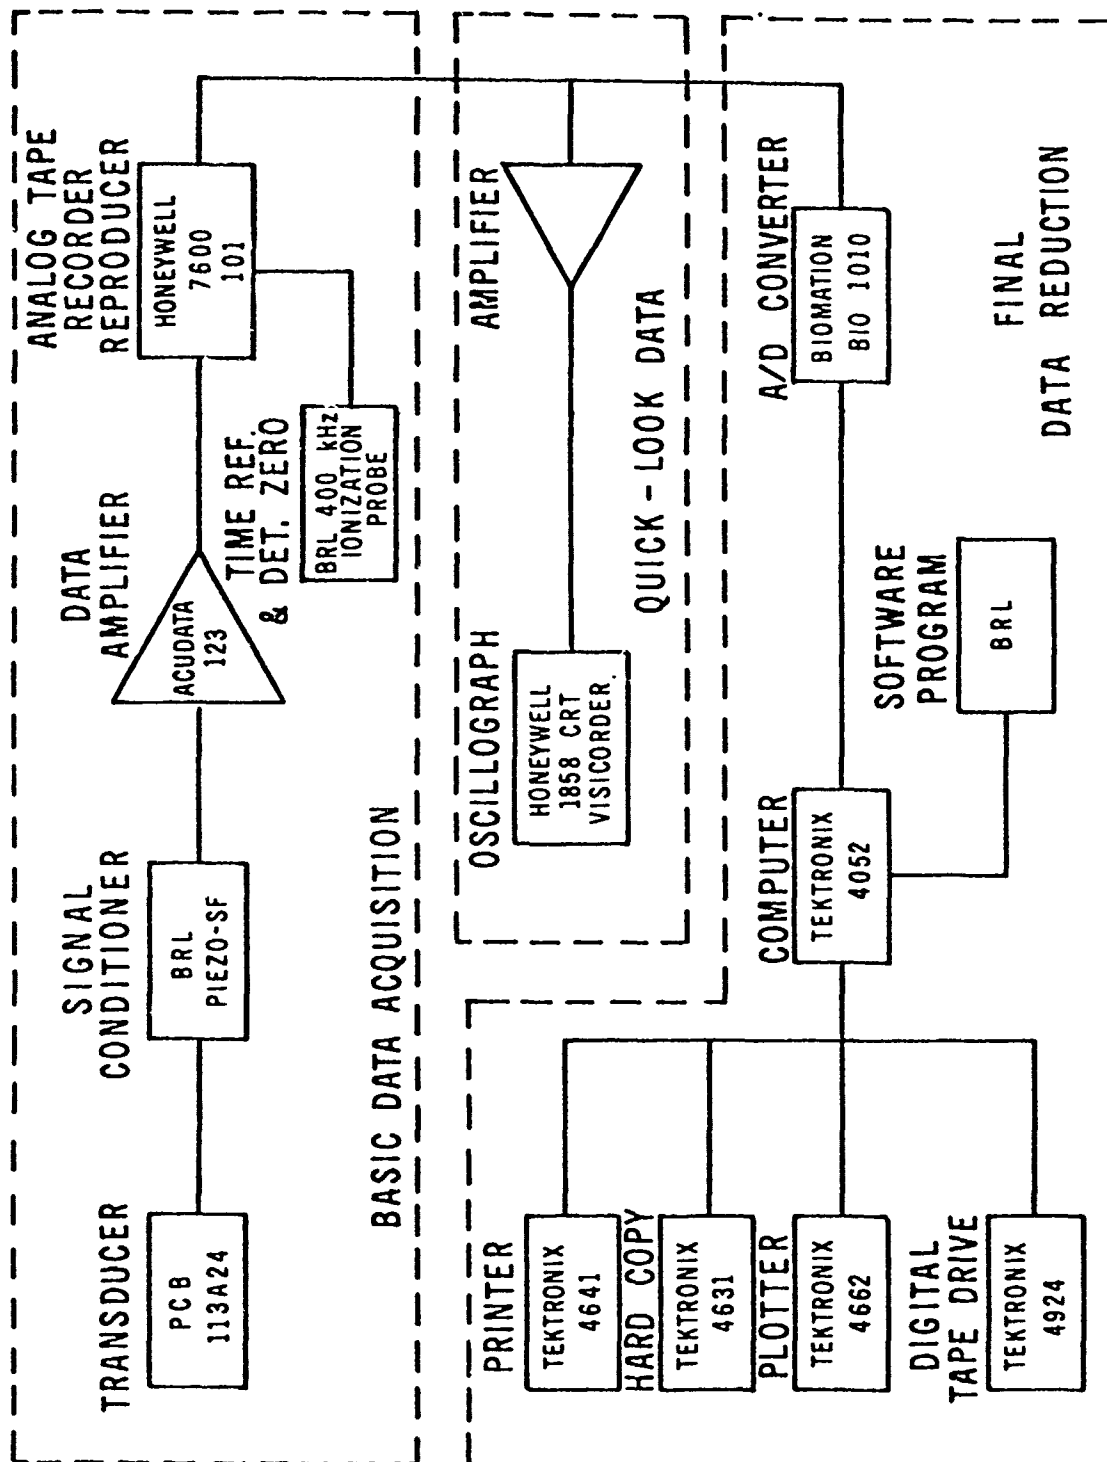 TRANSDUCER
PCB
113A24
SIGNAL
CONDITIONER
BRL
PIEZO-SF
DATA
AMPLIFIER
ACUDATA
123
ANALOG TAPE
RECORDER
REPRODUCER
HONEYWELL
7600
101
TIME REF.
& DET. ZERO
BRL 400 kHz
IONIZATION
PROBE
BASIC DATA ACQUISITION
OSCILLOGRAPH
HONEYWELL
1858 CRT
VISICORDER.
AMPLIFIER
QUICK-LOOK DATA
PRINTER
TEKTRONIX
4641
HARD COPY
TEKTRONIX
4631
PLOTTER
TEKTRONIX
4662
DIGITAL
TAPE DRIVE
TEKTRONIX
4924
COMPUTER
TEKTRONIX
4052
SOFTWARE
PROGRAM
BRL
A/D CONVERTER
BIOMATION
BIO 1010
FINAL
DATA REDUCTION